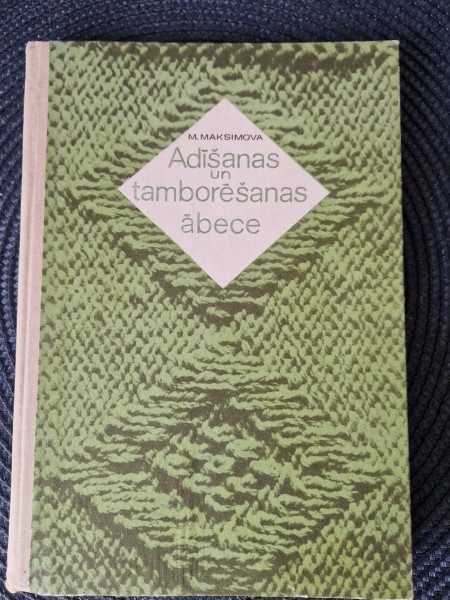 M. MAKSIMOVA
Adīšanas
un
tamborēšanas
ābece